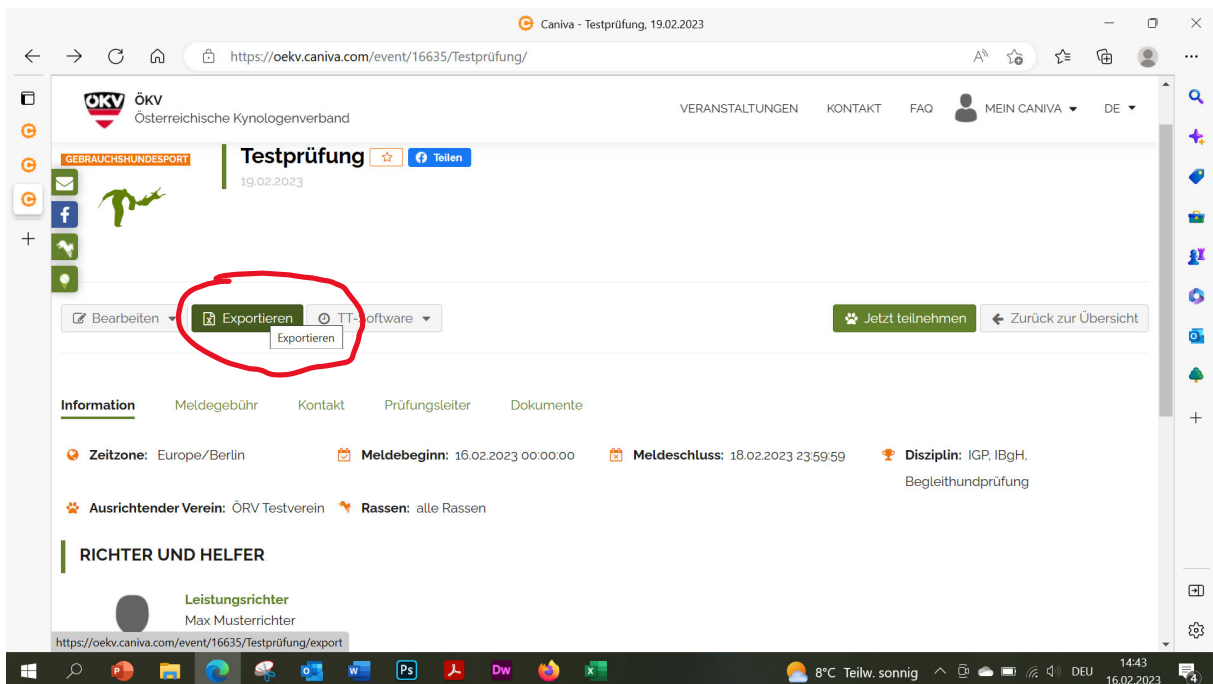 Caniva - Testprüfung, 19.02.2023
https://oekv.caniva.com/event/16635/Testprüfung/
ÖKV
ÖKV
Österreichische Kynologenverband
VERANSTALTUNGEN KONTAKT FAQ MEIN CANIVA DE
GEBRAUCHSHUNDESPORT
Testprüfung
Teilen
19.02.2023
Bearbeiten
Exportieren
TT-Software
Jetzt teilnehmen
Zurück zur Übersicht
Exportieren
Information Meldegebühr Kontakt Prüfungsleiter Dokumente
Zeitzone: Europe/Berlin
Meldebeginn: 16.02.2023 00:00:00
Meldeschluss: 18.02.2023 23:59:59
Disziplin: IGP, IBgH,
Begleithundprüfung
Ausrichtender Verein: ÖRV Testverein
Rassen: alle Rassen
RICHTER UND HELFER
Leistungsrichter
Max Musterrichter
https://oekv.caniva.com/event/16635/Testprüfung/export
8°C Teilw. sonnig
DEU
14:43
16.02.2023
4